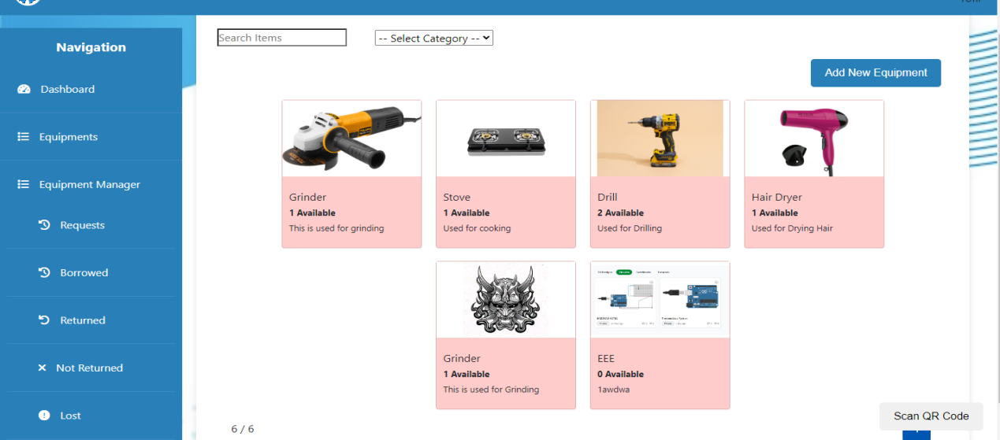 Search Items
-- Select Category --
Navigation
Add New Equipment
Dashboard
Equipments
Equipment Manager
Requests
Borrowed
Returned
Not Returned
Lost
Grinder
1 Available
This is used for grinding
Stove
1 Available
Used for cooking
Drill
2 Available
Used for Drilling
Hair Dryer
1 Available
Used for Drying Hair
Grinder
1 Available
This is used for Grinding
EEE
0 Available
1awdwa
Scan QR Code
6 / 6